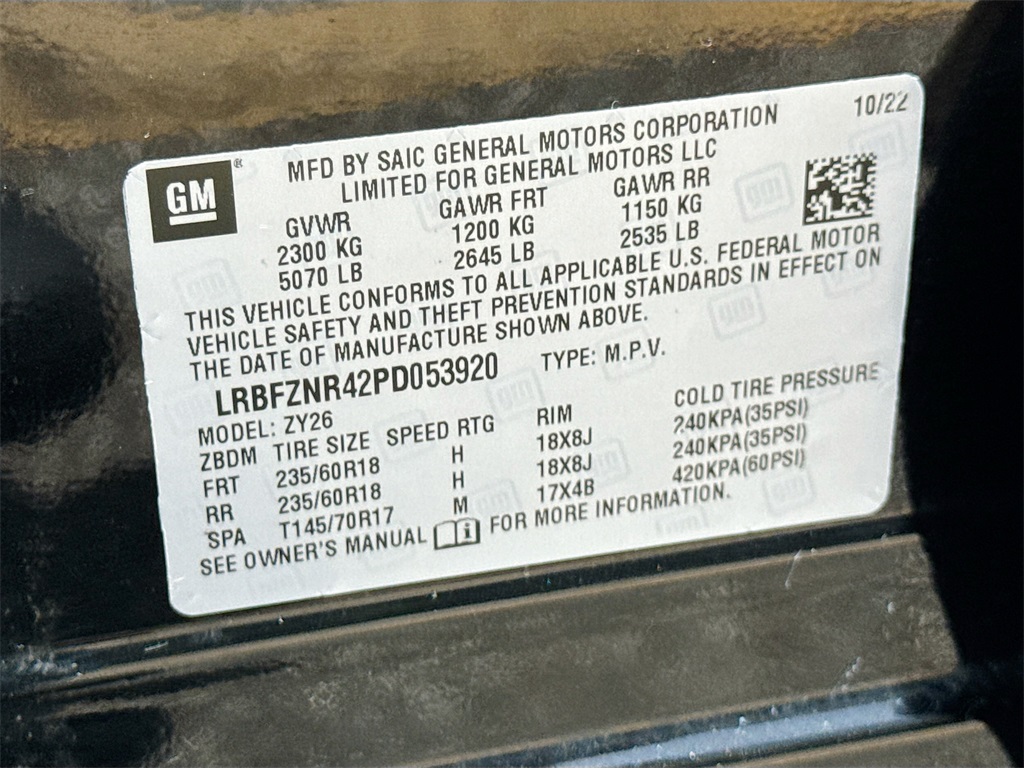 10/22
GM®
MFD BY SAIC GENERAL MOTORS CORPORATION
LIMITED FOR GENERAL MOTORS LLC
GVWR GAWR FRT GAWR RR
2300 KG 1200 KG 1150 KG
5070 LB 2645 LB 2535 LB
THIS VEHICLE CONFORMS TO ALL APPLICABLE U.S. FEDERAL MOTOR
VEHICLE SAFETY AND THEFT PREVENTION STANDARDS IN EFFECT ON
THE DATE OF MANUFACTURE SHOWN ABOVE.
LRBFZNR42PD053920 TYPE: M.P.V.
MODEL: ZY26
ZBDM TIRE SIZE SPEED RTG RIM COLD TIRE PRESSURE
FRT 235/60R18 H 18X8J 240KPA(35PSI)
RR 235/60R18 H 18X8J 240KPA(35PSI)
SPA T145/70R17 M 17X4B 420KPA(60PSI)
SEE OWNER'S MANUAL i FOR MORE INFORMATION.